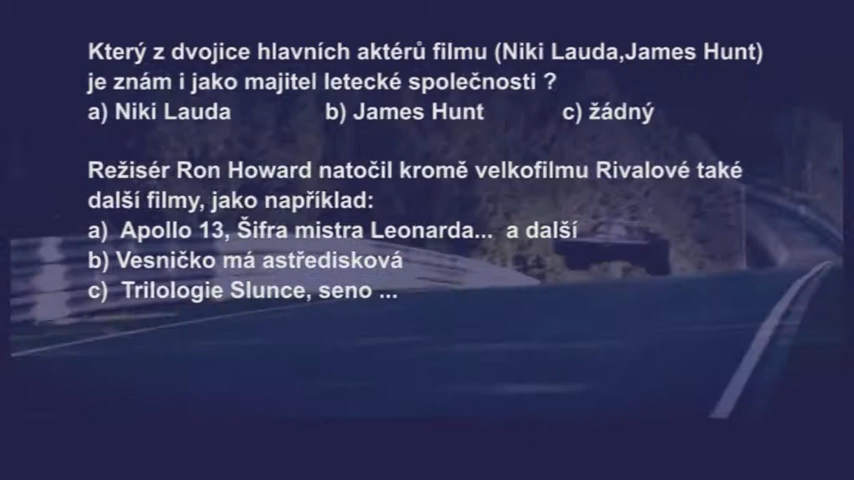 Který z dvojice hlavních aktérů filmu (Niki Lauda,James Hunt)
je znám i jako majitel letecké společnosti ?
a) Niki Lauda b) James Hunt c) žádný
Režisér Ron Howard natočil kromě velkofilmu Rivalové také
další filmy, jako například:
a) Apollo 13, Šifra mistra Leonarda... a další
b) Vesničko má astředisková
c) Trilologie Slunce, seno ...